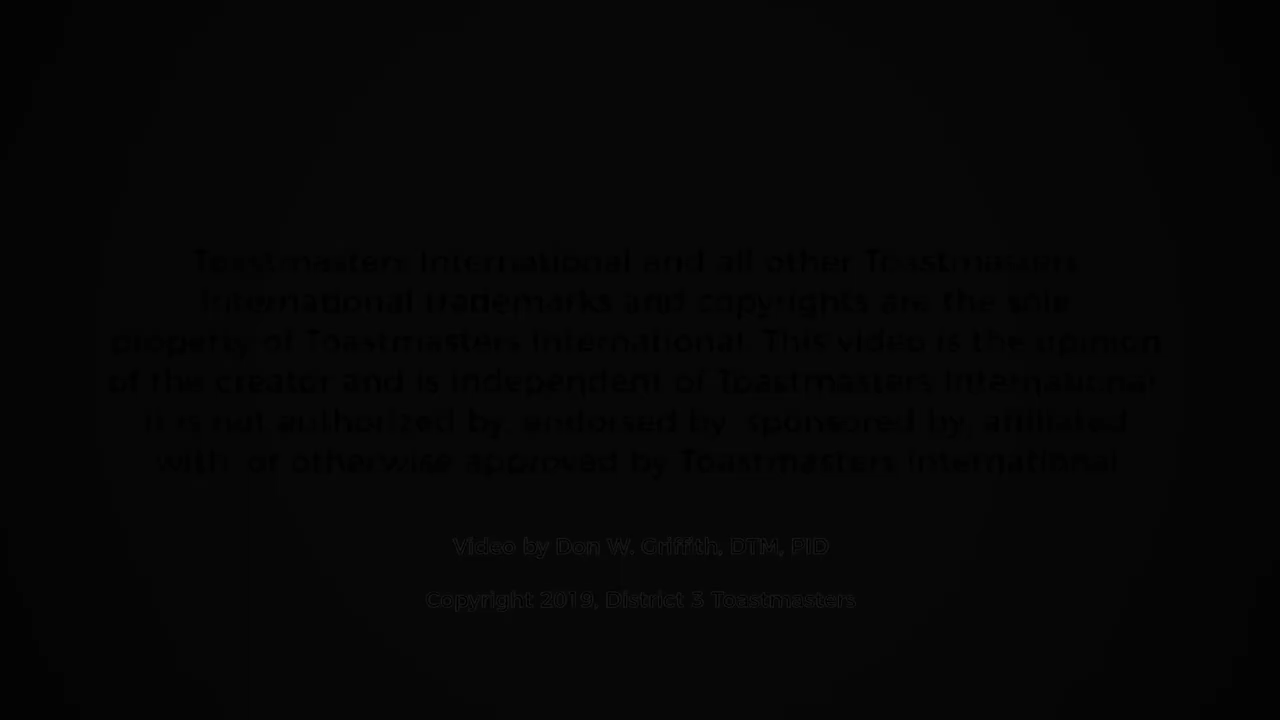 Toastmasters International and all other Toastmasters
International trademarks and copyrights are the sole
property of Toastmasters International. This video is the opinion
of the creator and is independent of Toastmasters International
It is not authorized by, endorsed by, sponsored by, affiliated
with, or otherwise approved by Toastmasters International
Video by Don W. Griffith, DTM, PID
Copyright 2019, District 3 Toastmasters